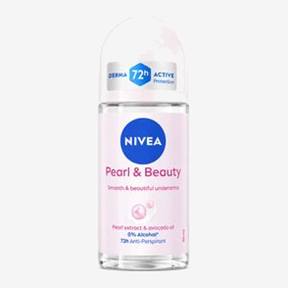 DERMA 72h ACTIVE
Protection
NIVEA
Pearl & Beauty
Smooth & beautiful underarms
Pearl extract & avocado oil
0% Alcohol*
72h Anti-Perspirant